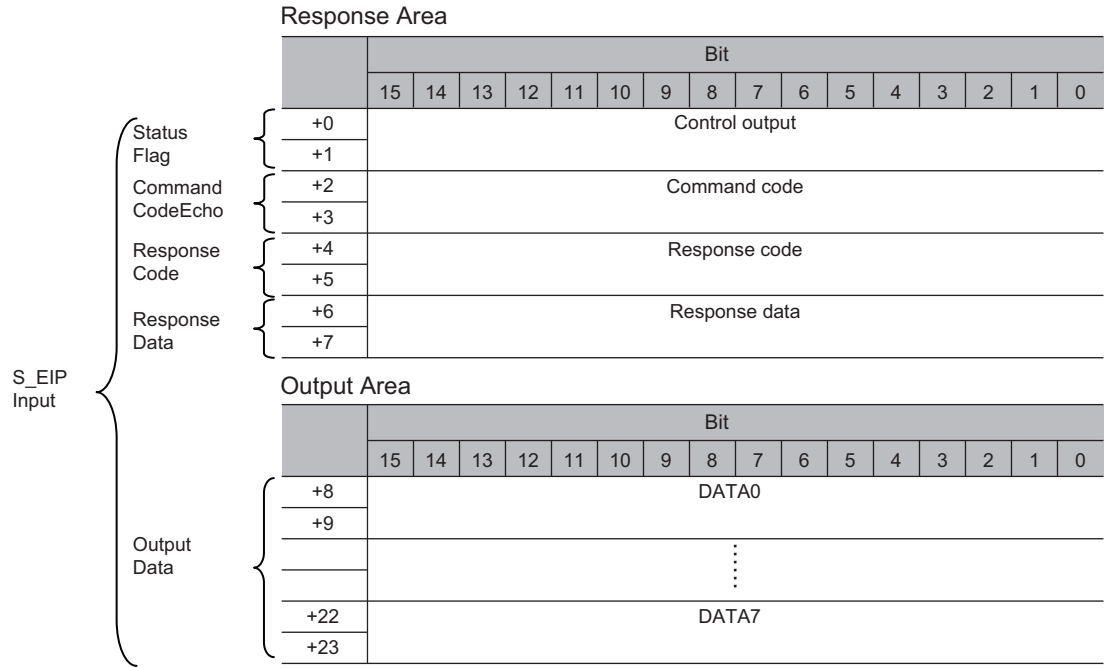 Response Area
Bit
15 14 13 12 11 10 9 8 7 6 5 4 3 2 1 0
Status
Flag
+0 Control output
+1
Command
CodeEcho
+2 Command code
+3
Response
Code
+4 Response code
+5
Response
Data
+6 Response data
+7
S_EIP
Input
Output Area
Bit
15 14 13 12 11 10 9 8 7 6 5 4 3 2 1 0
+8 DATA0
+9
Output
Data
+22 DATA7
+23